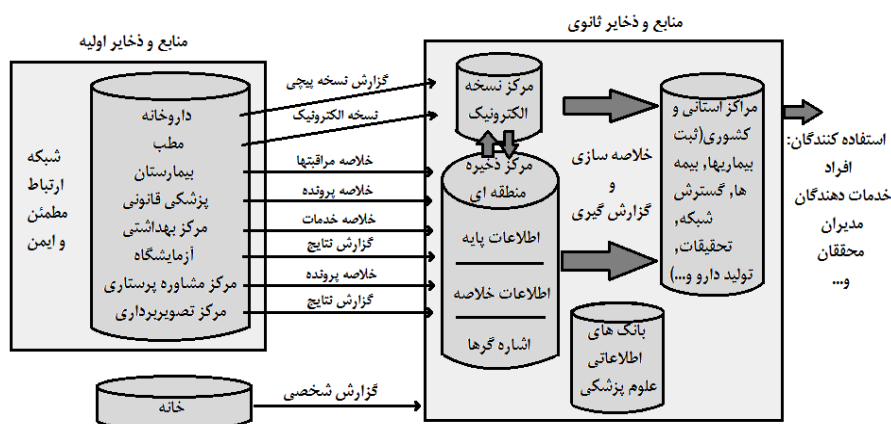 منابع و ذخایر ثانوی
منابع و ذخایر اولیه
شبکه
ارتباط
مطمئن
و ایمن
داروخانه
مطب
بیمارستان
پزشکی قانونی
مرکز بهداشتی
آزمایشگاه
مرکز مشاوره پرستاری
مرکز تصویربرداری
خانه
گزارش نسخه پیچی
نسخه الکترونیک
خلاصه مراقبتها
خلاصه پرونده
خلاصه خدمات
گزارش نتایج
خلاصه پرونده
گزارش نتایج
گزارش شخصی
مرکز نسخه
الکترونیک
مرکز ذخیره
منطقه ای
اطلاعات پایه
اطلاعات خلاصه
اشاره گرها
خلاصه سازی
و
گزارش گیری
بانک های
اطلاعاتی
علوم پزشکی
مراکز استانی و
کشوری(ثبت
بیماریها, بیمه
ها, گسترش
شبکه,
تحقیقات,
تولید دارو و...)
استفاده کنندگان:
افراد
خدمات دهندگان
مدیران
محققان
و...